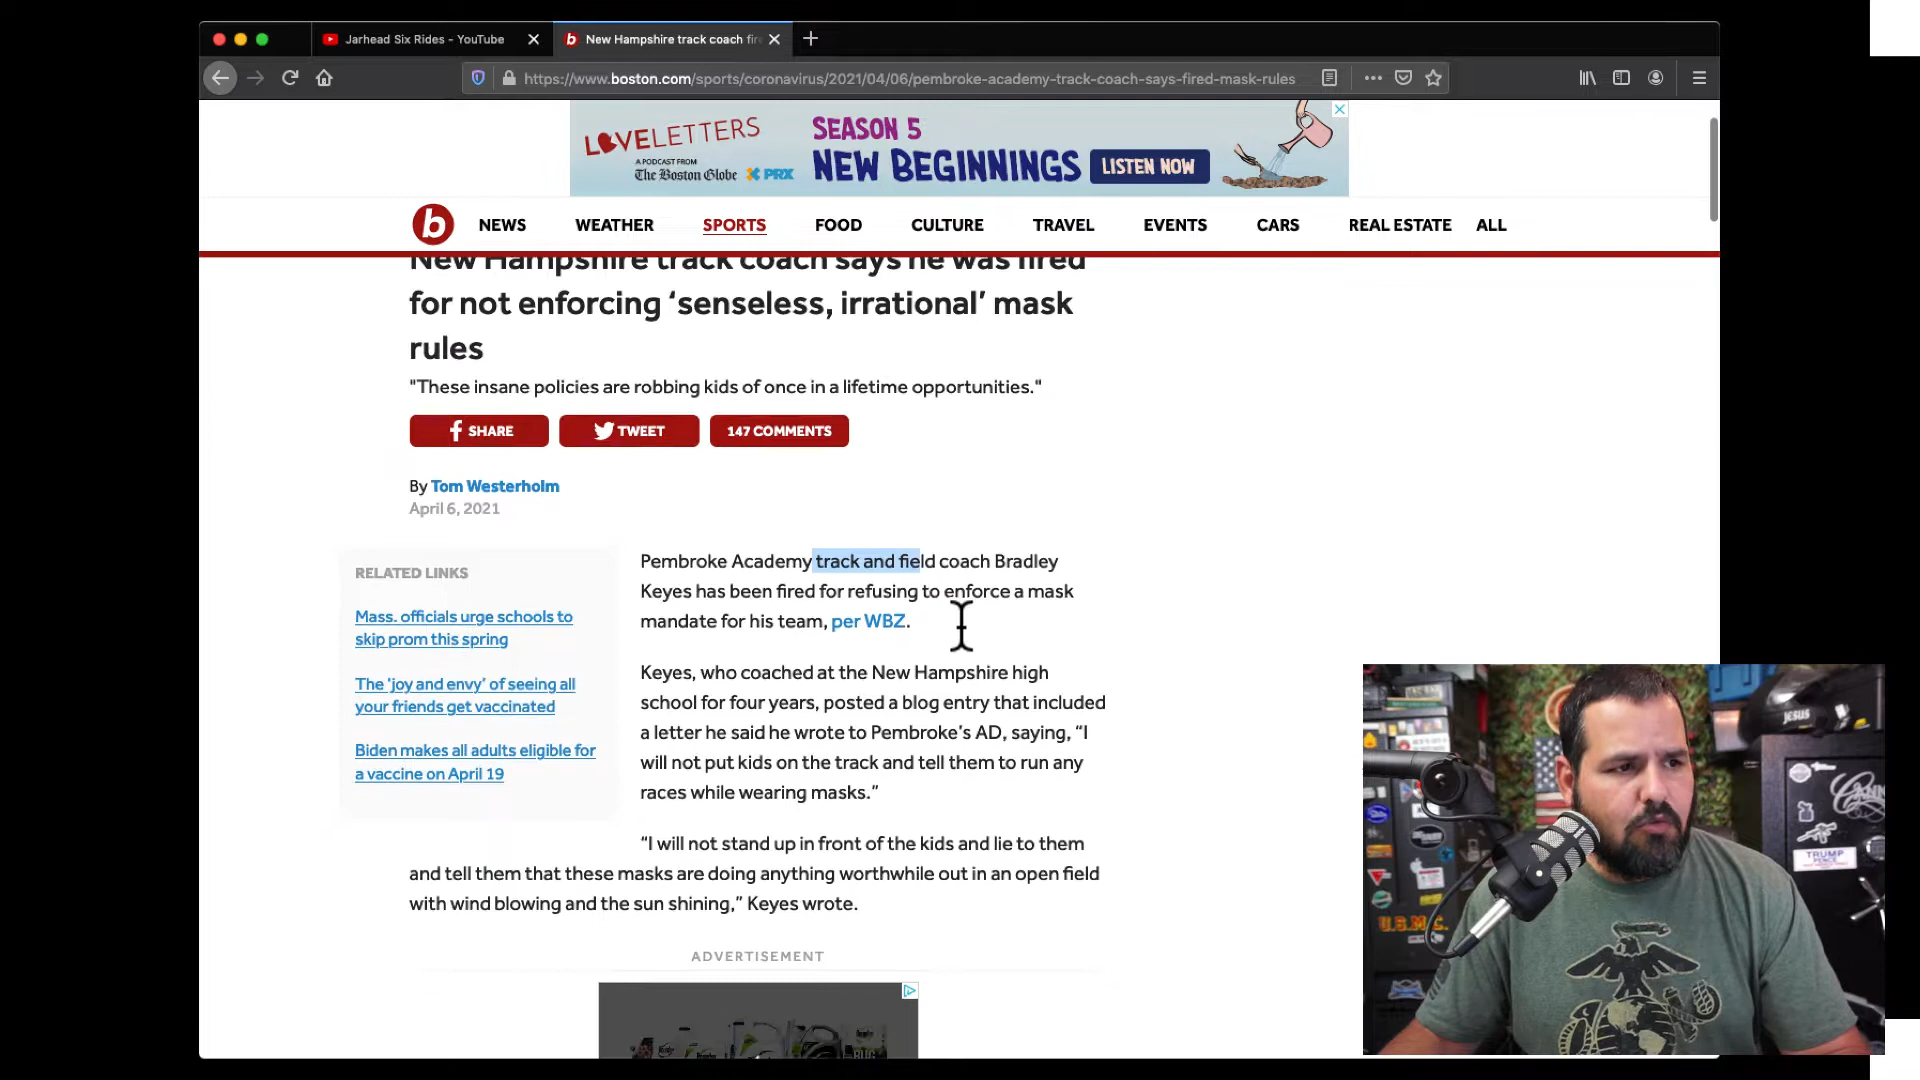 Jarhead Six Rides - YouTube
New Hampshire track coach fir
https://www.boston.com/sports/coronavirus/2021/04/06/pembroke-academy-track-coach-says-fired-mask-rules
LOVELETTERS
A PODCAST FROM
The Boston Globe PRX
SEASON 5
NEW BEGINNINGS
LISTEN NOW
b NEWS WEATHER SPORTS FOOD CULTURE TRAVEL EVENTS CARS REAL ESTATE ALL
New Hampshire track coach says he was fired
for not enforcing ‘senseless, irrational’ mask
rules
"These insane policies are robbing kids of once in a lifetime opportunities."
SHARE TWEET 147 COMMENTS
By Tom Westerholm
April 6, 2021
RELATED LINKS
Mass. officials urge schools to
skip prom this spring
The ‘joy and envy’ of seeing all
your friends get vaccinated
Biden makes all adults eligible for
a vaccine on April 19
Pembroke Academy track and field coach Bradley
Keyes has been fired for refusing to enforce a mask
mandate for his team, per WBZ.
Keyes, who coached at the New Hampshire high
school for four years, posted a blog entry that included
a letter he said he wrote to Pembroke’s AD, saying, “I
will not put kids on the track and tell them to run any
races while wearing masks.”
“I will not stand up in front of the kids and lie to them
and tell them that these masks are doing anything worthwhile out in an open field
with wind blowing and the sun shining,” Keyes wrote.
ADVERTISEMENT
JESUS
TRUMP
PENCE
U.S.M.C.